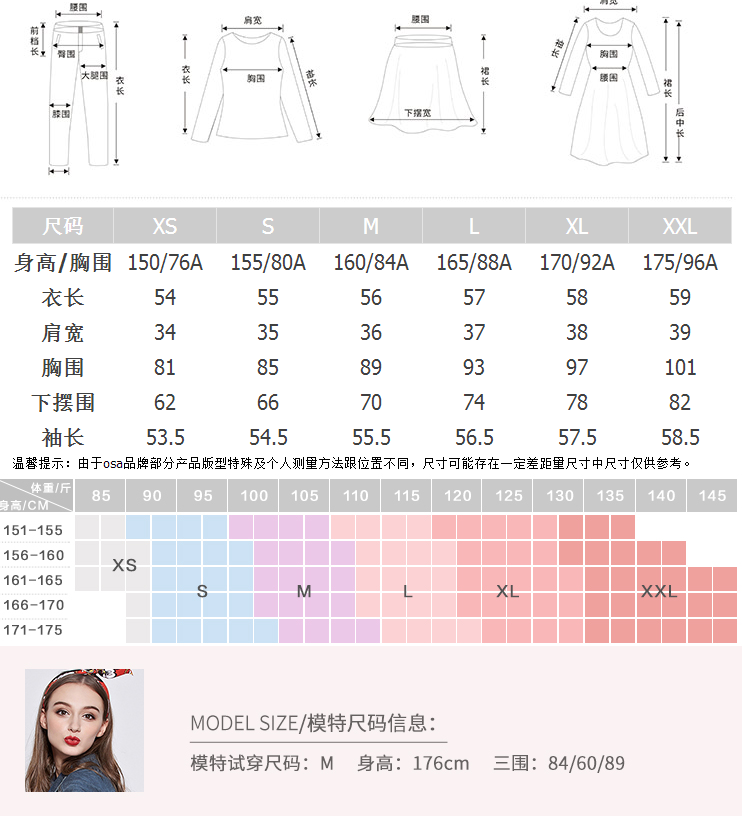 腰围
前裆长
臀围
大腿围
衣长
膝围
肩宽
衣长
胸围
袖长
腰围
裙长
下摆宽
肩宽
袖长
胸围
腰围
裙长
后中长
尺码 XS S M L XL XXL
身高/胸围 150/76A 155/80A 160/84A 165/88A 170/92A 175/96A
衣长 54 55 56 57 58 59
肩宽 34 35 36 37 38 39
胸围 81 85 89 93 97 101
下摆围 62 66 70 74 78 82
袖长 53.5 54.5 55.5 56.5 57.5 58.5
温馨提示：由于osa品牌部分产品版型特殊及个人测量方法跟位置不同，尺寸可能存在一定差距量尺寸中尺寸仅供参考。
体重/斤 85 90 95 100 105 110 115 120 125 130 135 140 145
身高/CM
151-155
156-160
XS
161-165
S M L XL XXL
166-170
171-175
MODEL SIZE/模特尺码信息：
模特试穿尺码：M 身高：176cm 三围：84/60/89